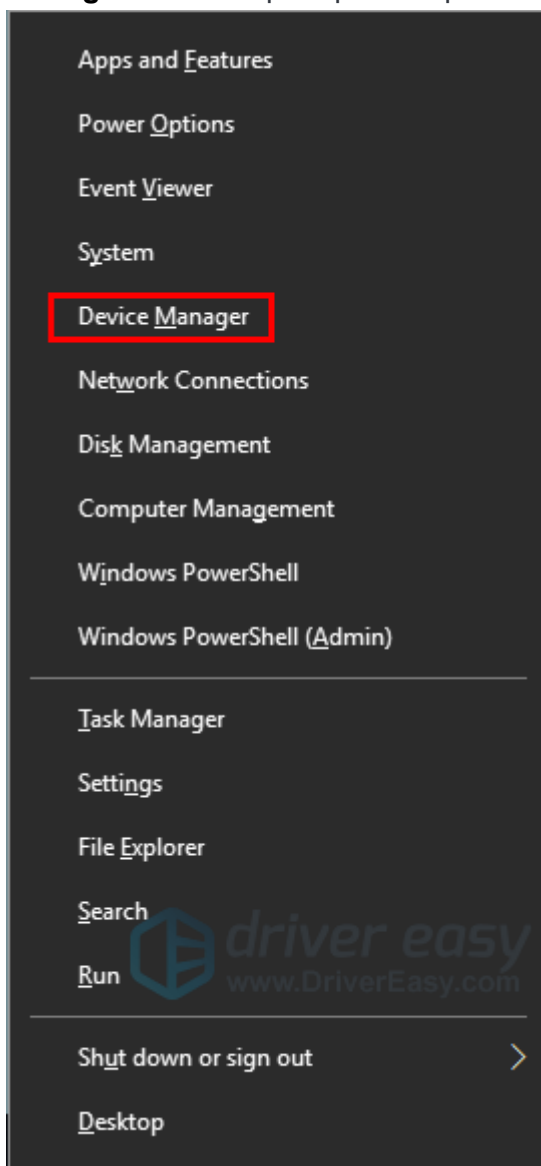 Apps and Features
Power Options
Event Viewer
System
Device Manager
Network Connections
Disk Management
Computer Management
Windows PowerShell
Windows PowerShell (Admin)
Task Manager
Settings
File Explorer
Search
driver easy
Run
www.DriverEasy.com
Shut down or sign out
Desktop